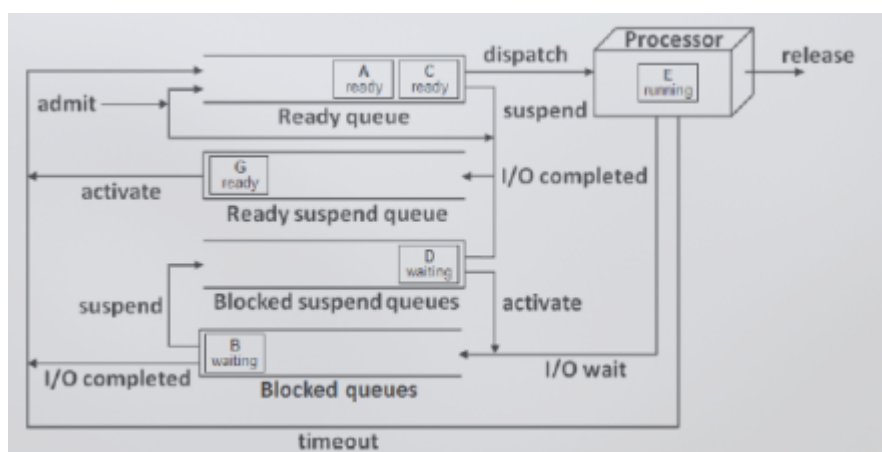 Processor
dispatch
release
A
ready
C
ready
E
running
admit
Ready queue
suspend
G
ready
I/O completed
activate
Ready suspend queue
D
waiting
suspend
Blocked suspend queues
activate
B
waiting
I/O completed
I/O wait
Blocked queues
timeout